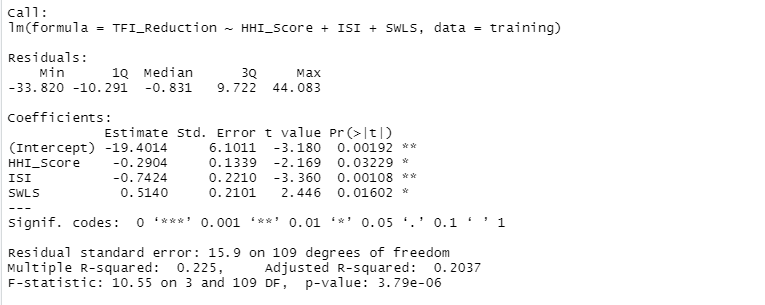 Call:
lm(formula = TFI_Reduction ~ HHI_Score + ISI + SWLS, data = training)
Residuals:
Min 1Q Median 3Q Max
-33.820 -10.291 -0.831 9.722 44.083
Coefficients:
Estimate Std. Error t value Pr(>|t|)
(Intercept) -19.4014 6.1011 -3.180 0.00192 **
HHI_Score -0.2904 0.1339 -2.169 0.03229 *
ISI -0.7424 0.2210 -3.360 0.00108 **
SWLS 0.5140 0.2101 2.446 0.01602 *
---
Signif. codes: 0 ‘***’ 0.001 ‘**’ 0.01 ‘*’ 0.05 ‘.’ 0.1 ‘ ’ 1
Residual standard error: 15.9 on 109 degrees of freedom
Multiple R-squared: 0.225, Adjusted R-squared: 0.2037
F-statistic: 10.55 on 3 and 109 DF, p-value: 3.79e-06